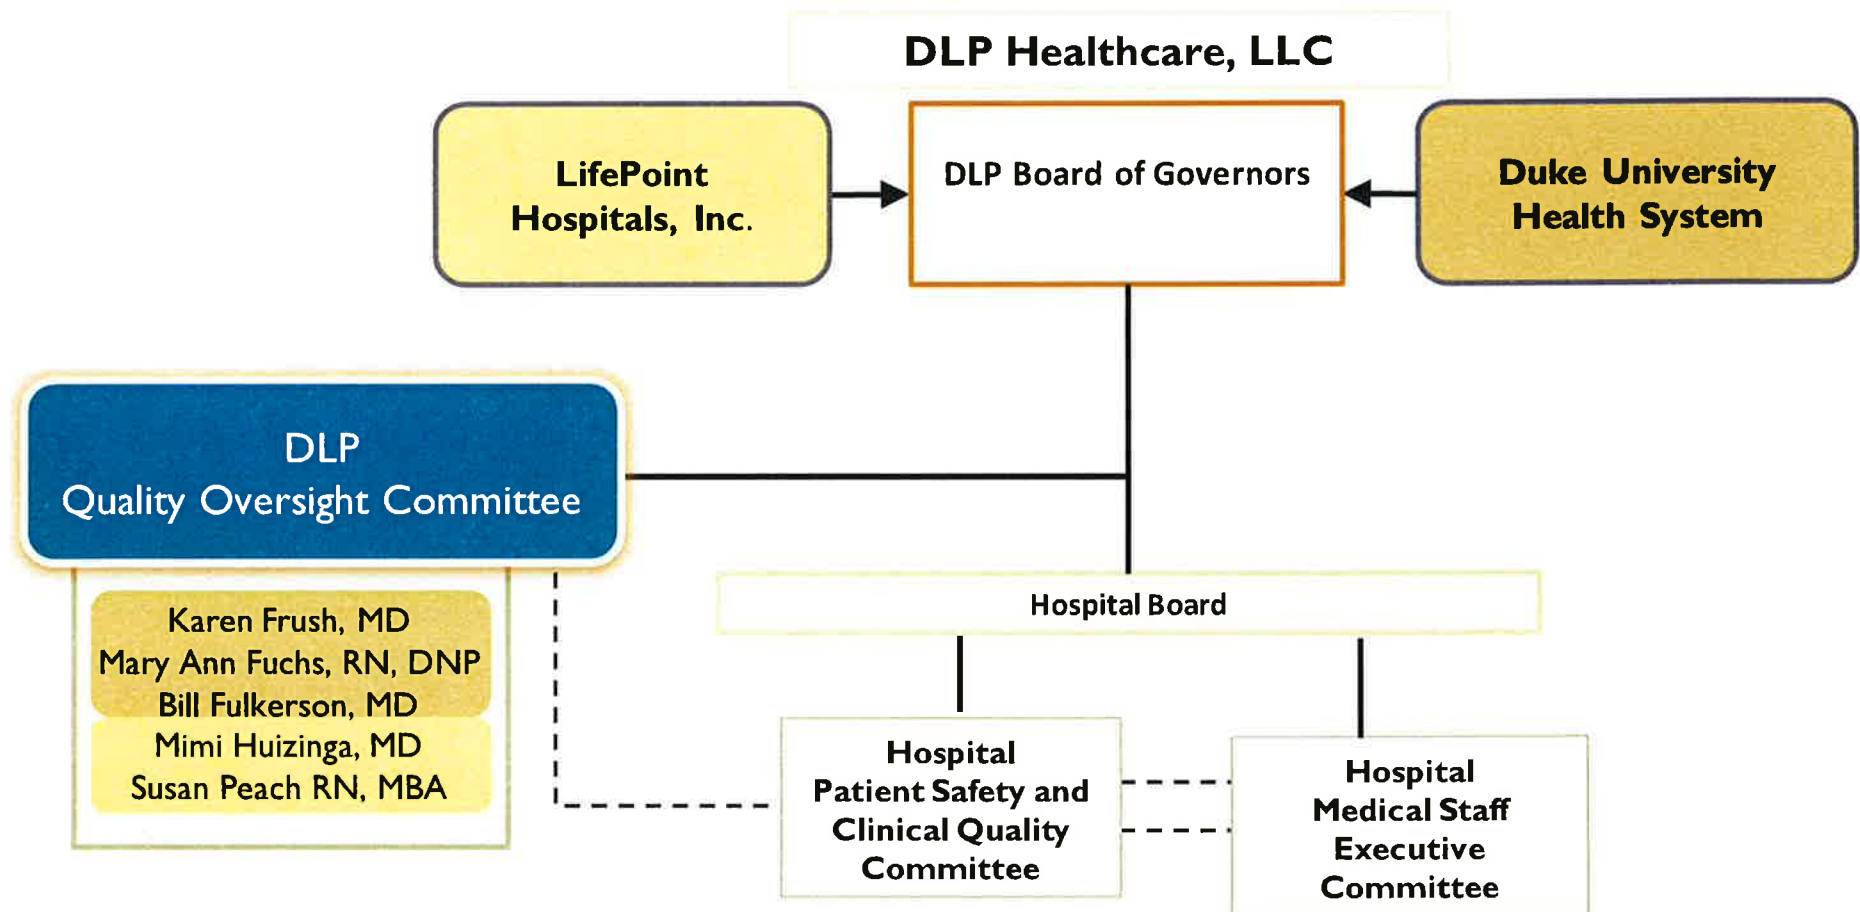 DLP Healthcare, LLC
LifePoint
Hospitals, Inc.
DLP Board of Governors
Duke University
Health System
DLP
Quality Oversight Committee
Karen Frush, MD
Mary Ann Fuchs, RN, DNP
Bill Fulkerson, MD
Mimi Huizinga, MD
Susan Peach RN, MBA
Hospital Board
Hospital
Patient Safety and
Clinical Quality
Committee
Hospital
Medical Staff
Executive
Committee